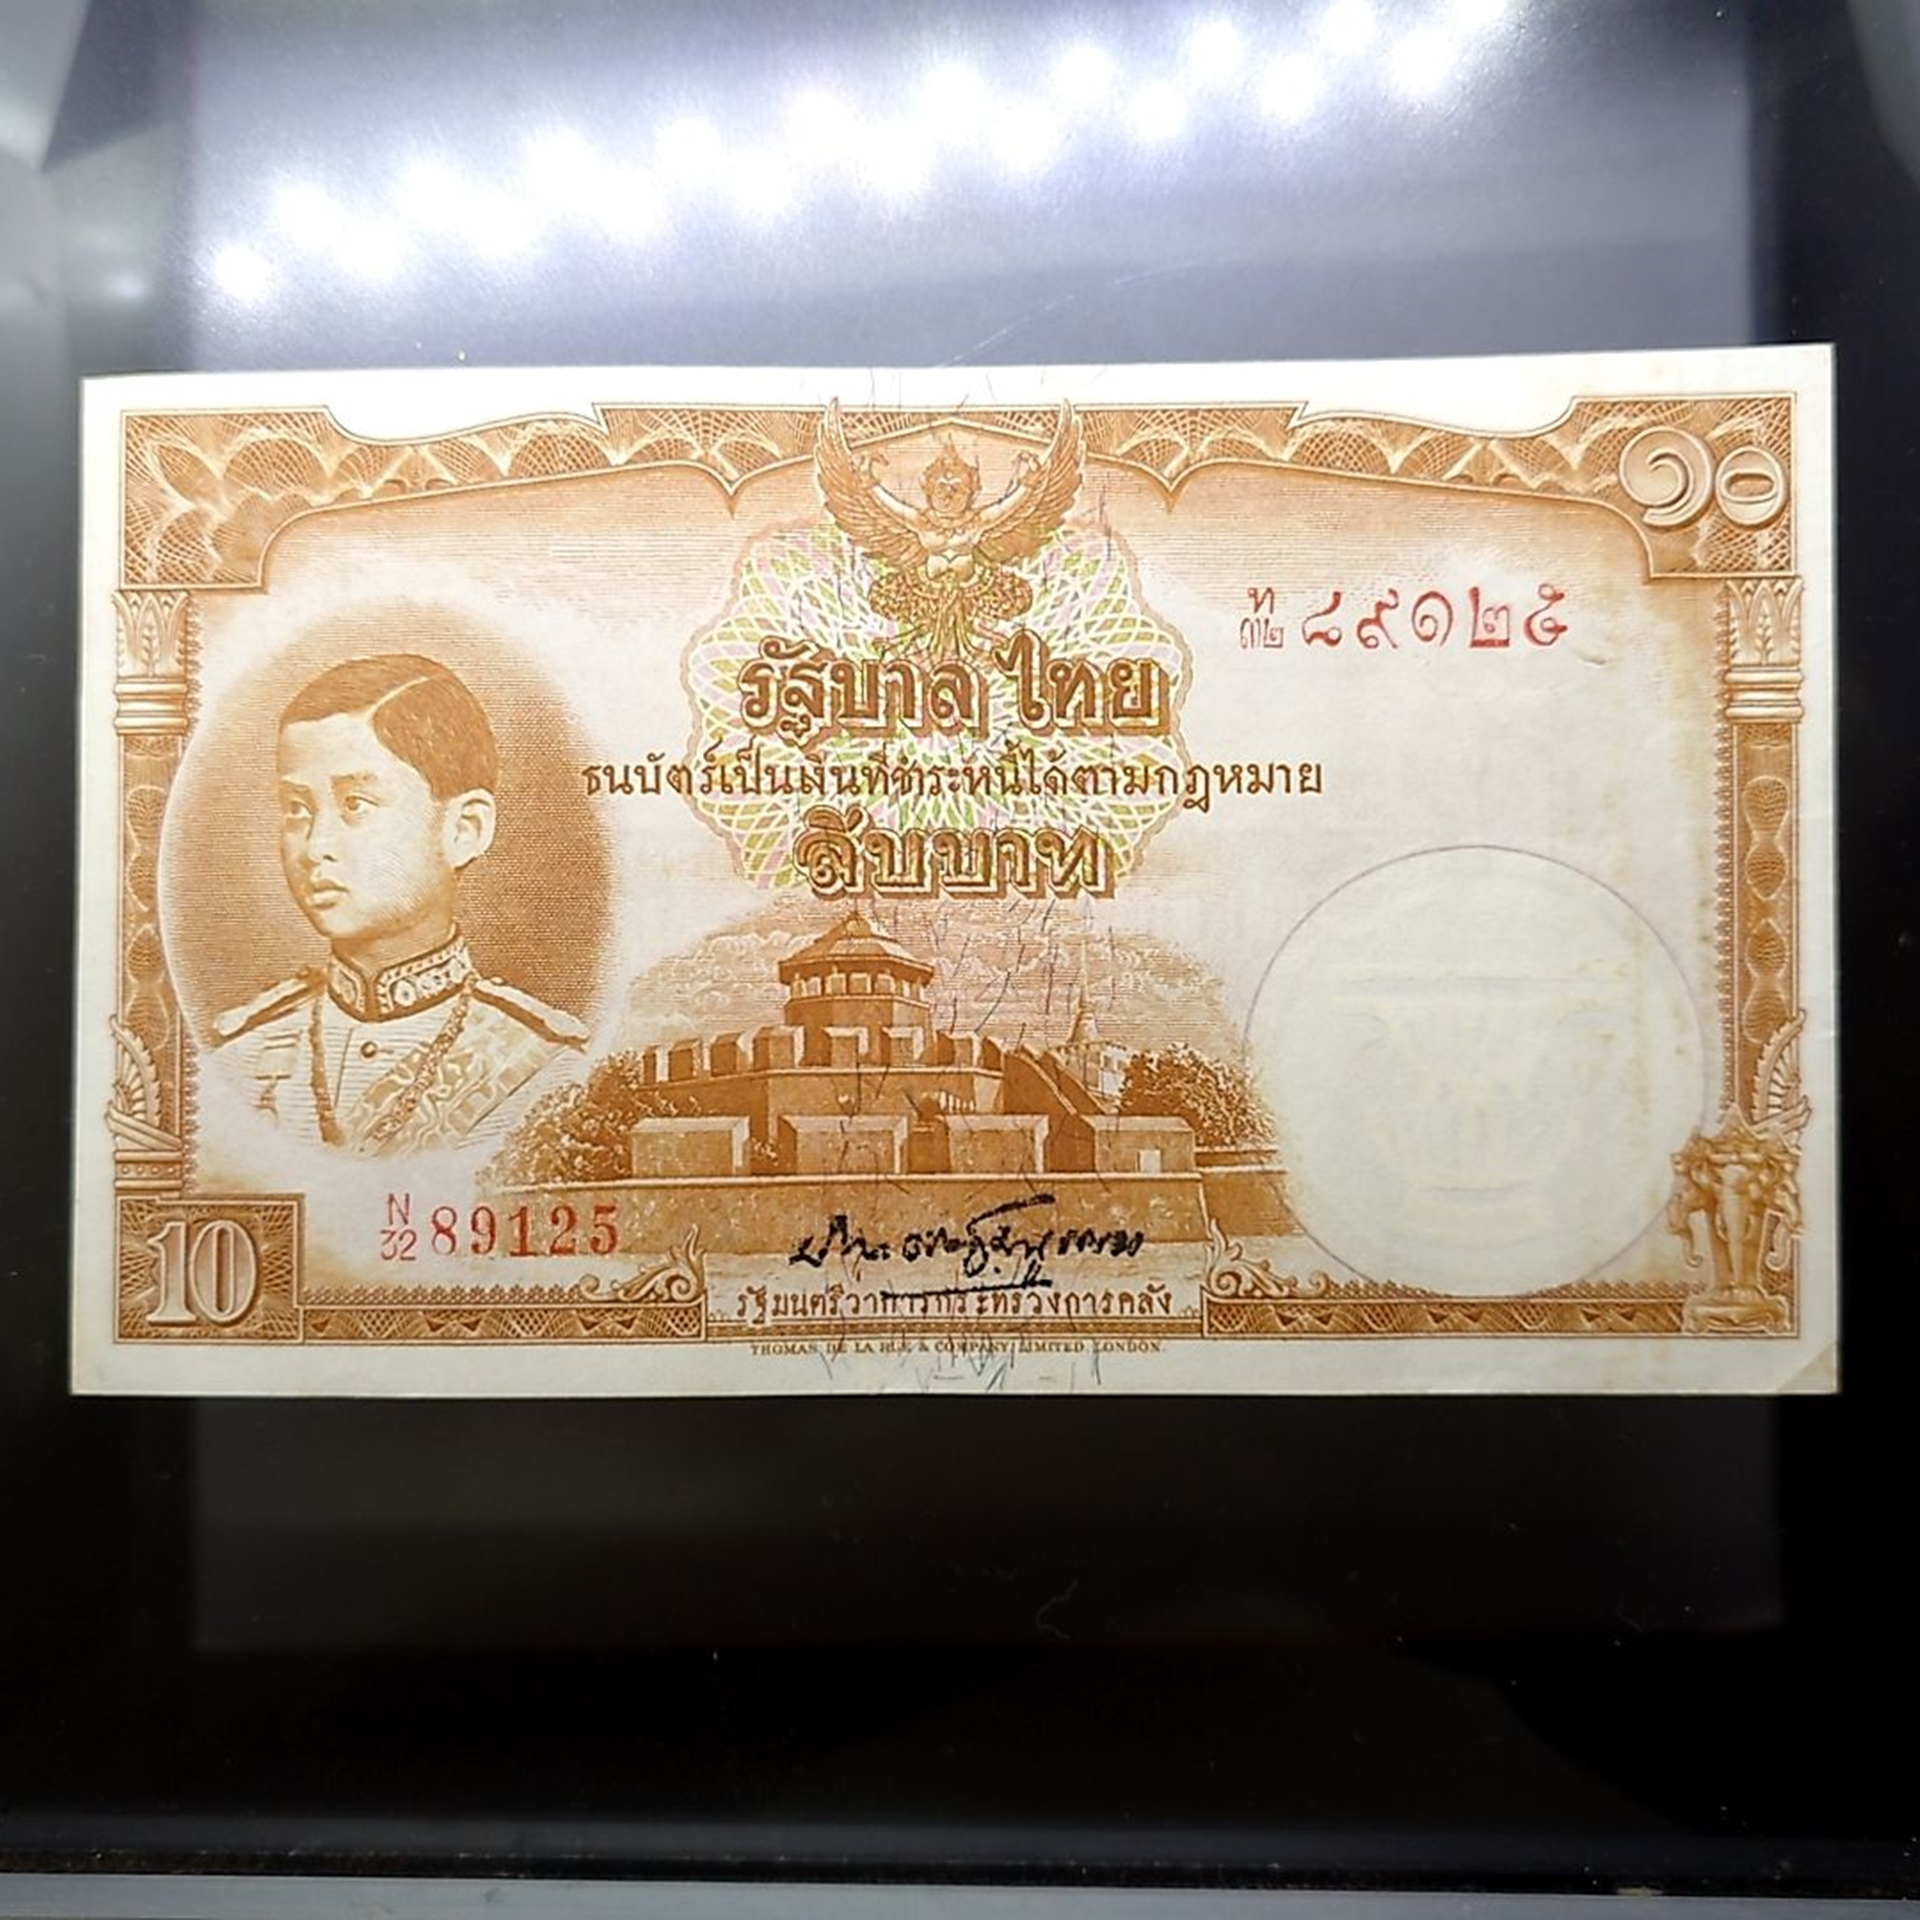 ๑๐
ท
๓๒ ๘๙๑๒๕
รัฐบาลไทย
ธนบัตร์เป็นเงินที่ชำระหนี้ได้ตามกฎหมาย
สิบบาท
N
32 89125
10
รัฐมนตรีว่าการกระทรวงการคลัง
THOMAS DE LA RUE & COMPANY, LIMITED, LONDON.